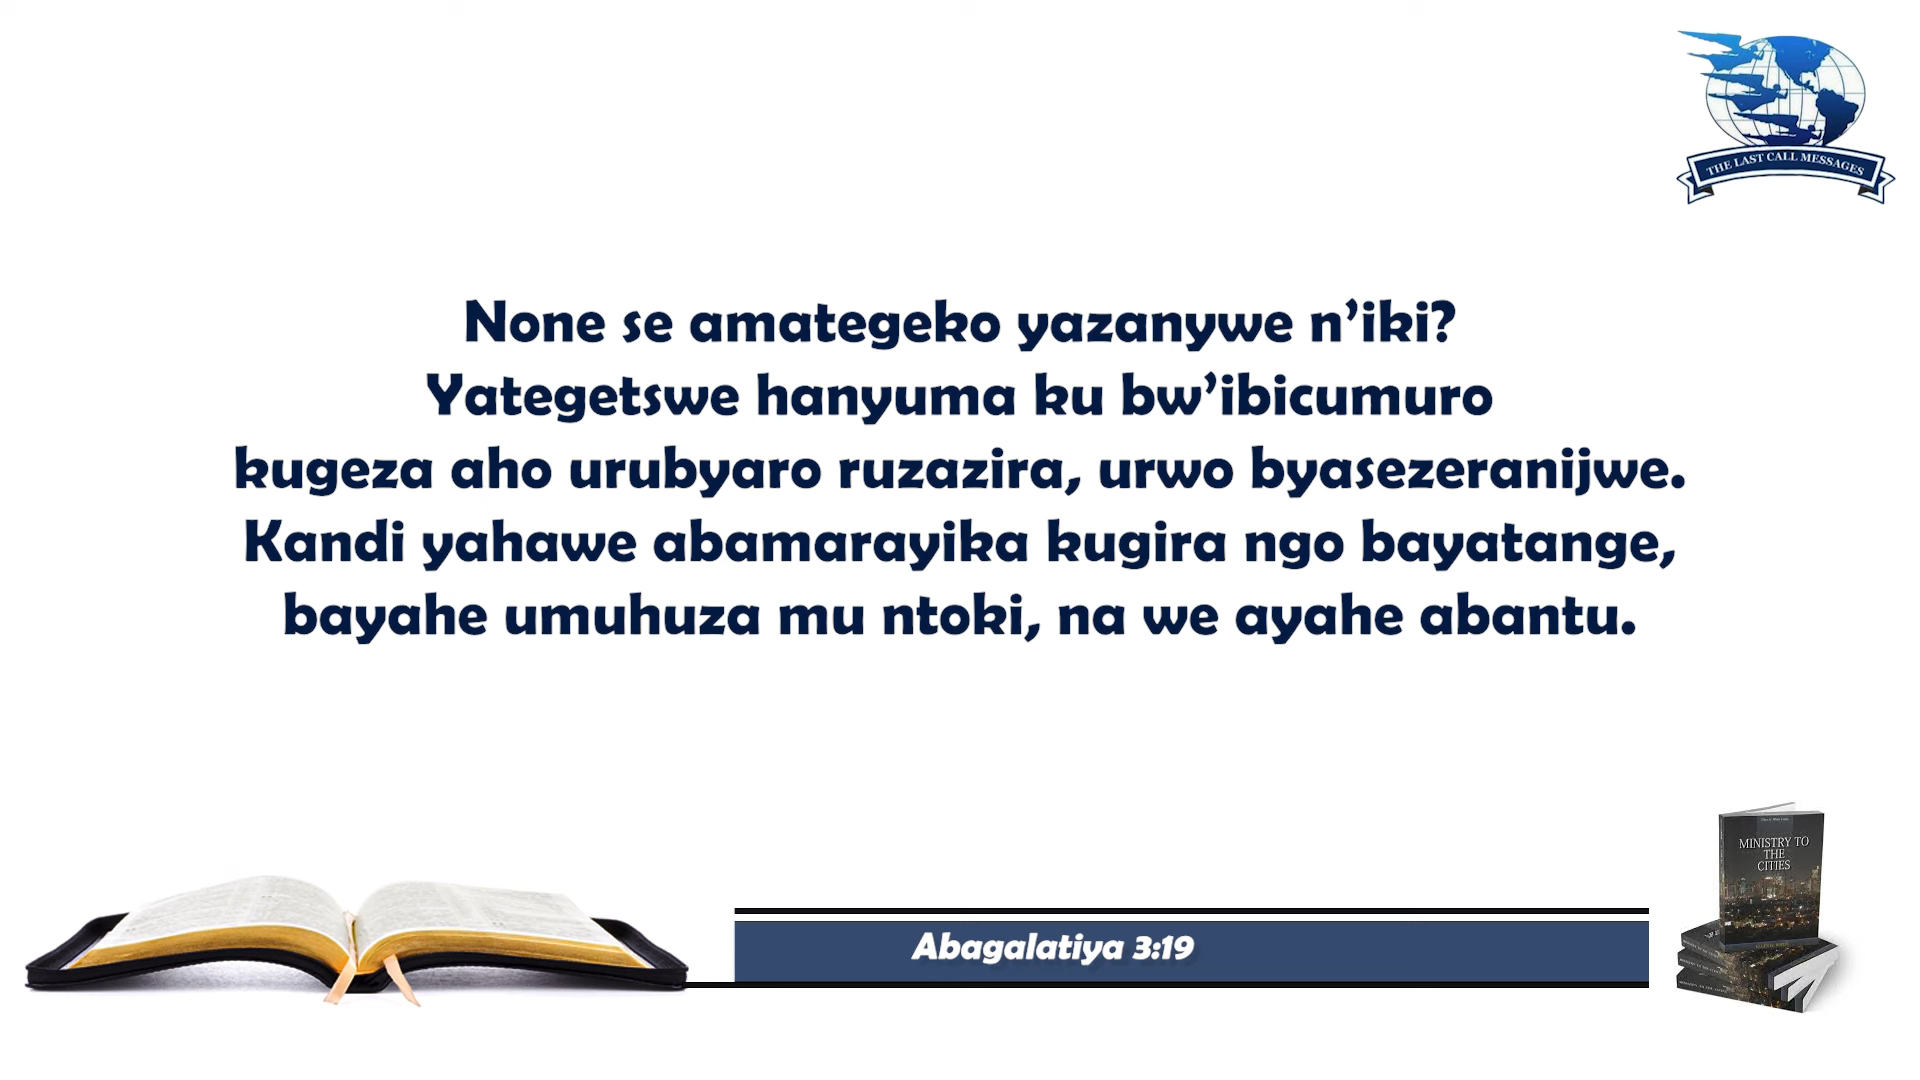 THE LAST CALL MESSAGES
None se amategeko yazanywe n’iki?
Yategetswe hanyuma ku bw’ibicumuro
kugeza aho urubyaro ruzazira, urwo byasezeranijwe.
Kandi yahawe abamarayika kugira ngo bayatange,
bayahe umuhuza mu ntoki, na we ayahe abantu.
MINISTRY TO
THE
CITIES
Abagalatiya 3:19